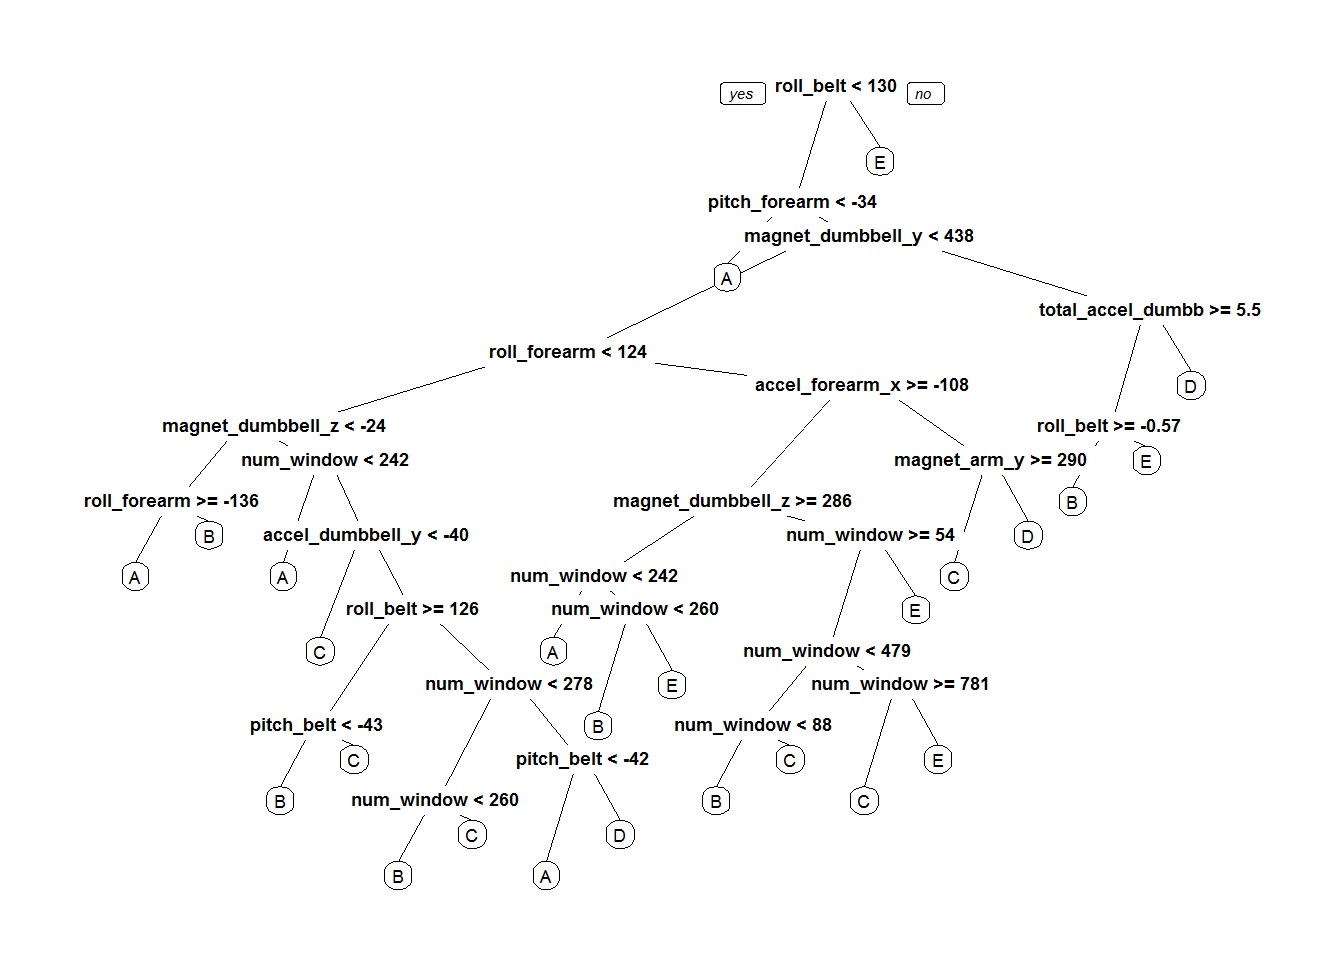 yes roll_belt < 130 no
E
pitch_forearm < -34
magnet_dumbbell_y < 438
A
total_accel_dumbb >= 5.5
roll_forearm < 124
accel_forearm_x >= -108
D
magnet_dumbbell_z < -24
roll_belt >= -0.57
num_window < 242
magnet_arm_y >= 290
E
roll_forearm >= -136
magnet_dumbbell_z >= 286
B
B
accel_dumbbell_y < -40
num_window >= 54
D
A
A
num_window < 242
C
roll_belt >= 126
num_window < 260
E
C
A
num_window < 479
num_window < 278
E
num_window >= 781
pitch_belt < -43
B
num_window < 88
C
pitch_belt < -42
C
E
B
num_window < 260
B
C
C
D
B
A